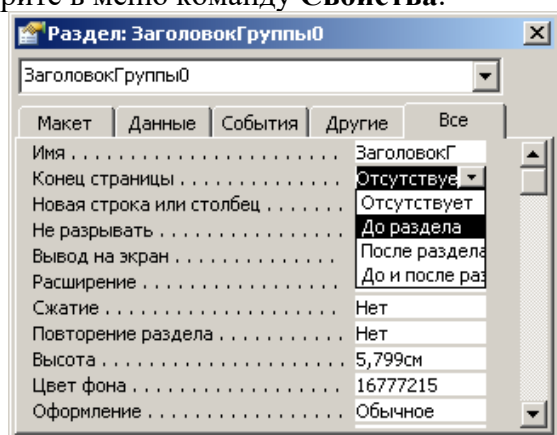 рите в меню команду Свойства.
Раздел: ЗаголовокГруппы0
ЗаголовокГруппы0
Макет Данные События Другие Все
Имя . . . . . . . . . . . . . . . . . . . . . . . ЗаголовокГ
Конец страницы . . . . . . . . . . . . . . Отсутствуе
Новая строка или столбец . . . . . . . Отсутствует
Не разрывать . . . . . . . . . . . . . . . . До раздела
Вывод на экран . . . . . . . . . . . . . . После раздела
Расширение . . . . . . . . . . . . . . . . . До и после раз
Сжатие . . . . . . . . . . . . . . . . . . . . Нет
Повторение раздела . . . . . . . . . . . Нет
Высота . . . . . . . . . . . . . . . . . . . . 5,799см
Цвет фона . . . . . . . . . . . . . . . . . . 16777215
Оформление . . . . . . . . . . . . . . . . . Обычное